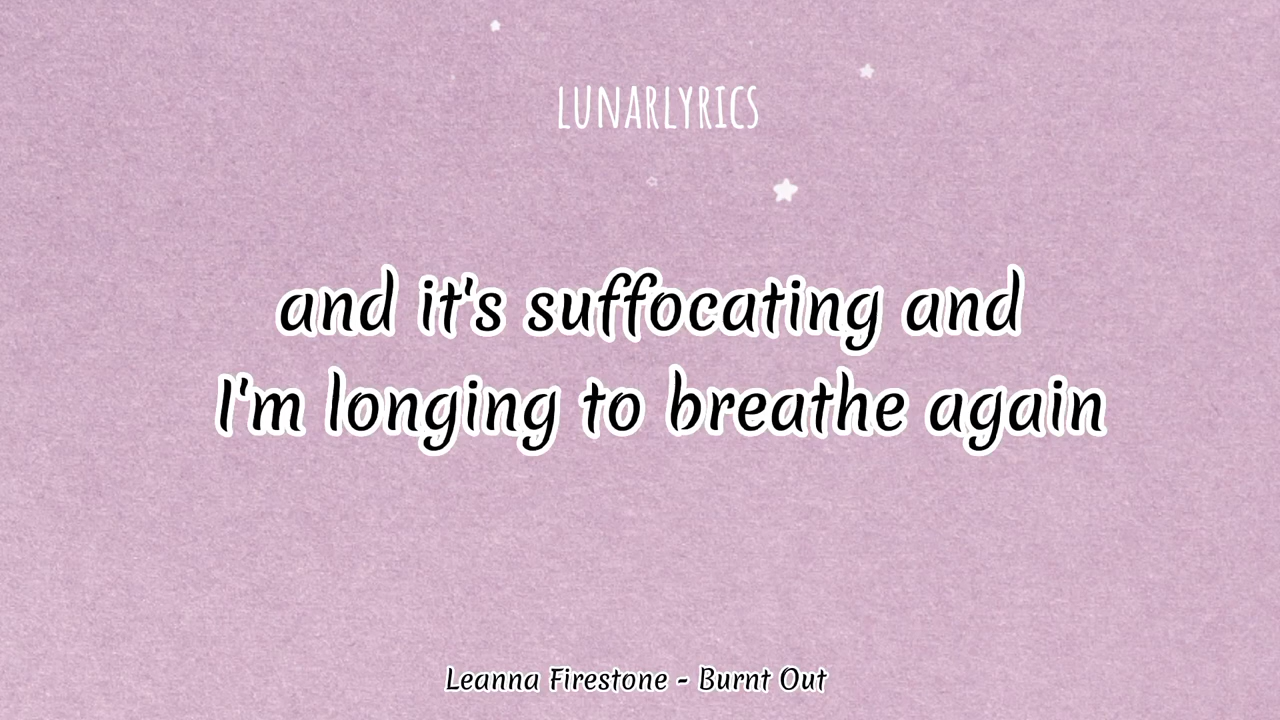 LUNARLYRICS
and it's suffocating and
I'm longing to breathe again
Leanna Firestone - Burnt Out